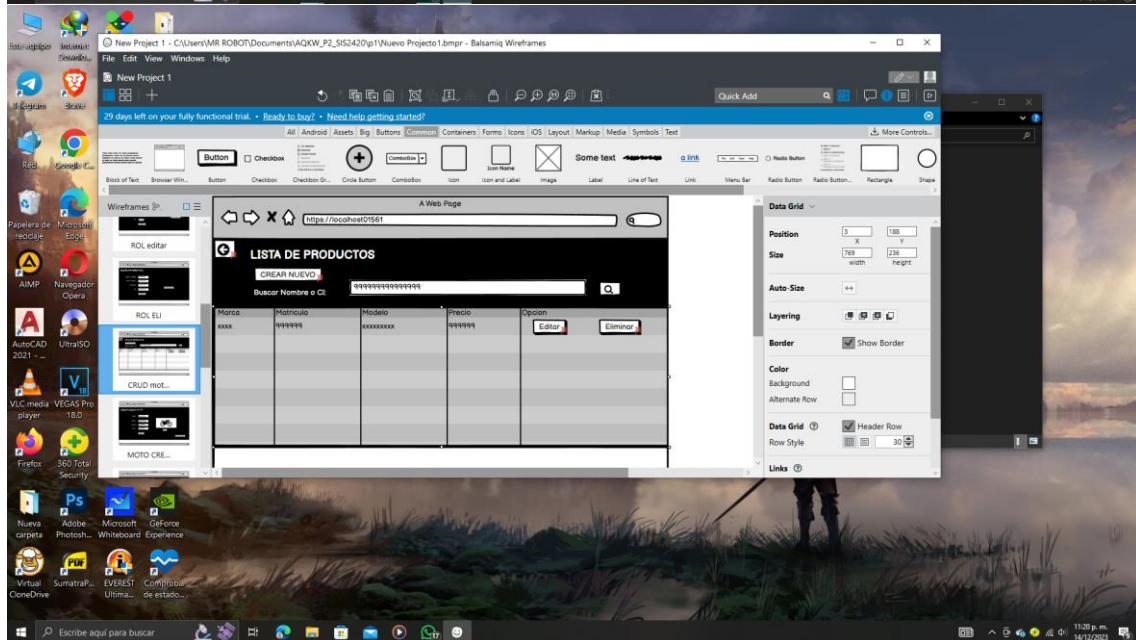 Este equipo
Internet Downlo...
Telegram
Brave
Red
Google C...
Papelera de reciclaje
Microsoft Edge
AIMP
Navegador Opera
AutoCAD 2021 - ...
UltraISO
VLC media player
VEGAS Pro 18.0
Firefox
360 Total Security
Nueva carpeta
Adobe Photosh...
Microsoft Whiteboard
GeForce Experience
Virtual CloneDrive
SumatraP...
EVEREST Ultima...
Comproba... de estado...
New Project 1 - C:\Users\MR ROBOT\Documents\AQKW_P2_SIS2420\p1\Nuevo Projecto1.bmpr - Balsamiq Wireframes
File Edit View Windows Help
New Project 1
Quick Add
29 days left on your fully functional trial. • Ready to buy? • Need help getting started?
All Android Assets Big Buttons Common Containers Forms Icons iOS Layout Markup Media Symbols Text
More Controls...
Button
Checkbox
ComboBox
Icon Name
Some text
a link
Radio Button
Block of Text Browser Win... Button Checkbox Checkbox Gr... Circle Button ComboBox Icon Icon and Label Image Label Line of Text Link Menu Bar Radio Button Radio Button... Rectangle Shape
Wireframes
ROL editar
ROL ELI
CRUD mot...
MOTO CRE...
A Web Page
https://localhost01561
LISTA DE PRODUCTOS
CREAR NUEVO
Buscar Nombre o CI:
99999999999999999
Marca Matriculo Modelo Precio Opcion
xxxx 999999 xxxxxxxxx 999999 Editar Eliminar
Data Grid
Position
3
188
X Y
Size
769
236
width height
Auto-Size
Layering
Border
Show Border
Color
Background
Alternate Row
Data Grid
Header Row
Row Style
30
Links
Escribe aquí para buscar
11:20 p. m.
14/12/2023